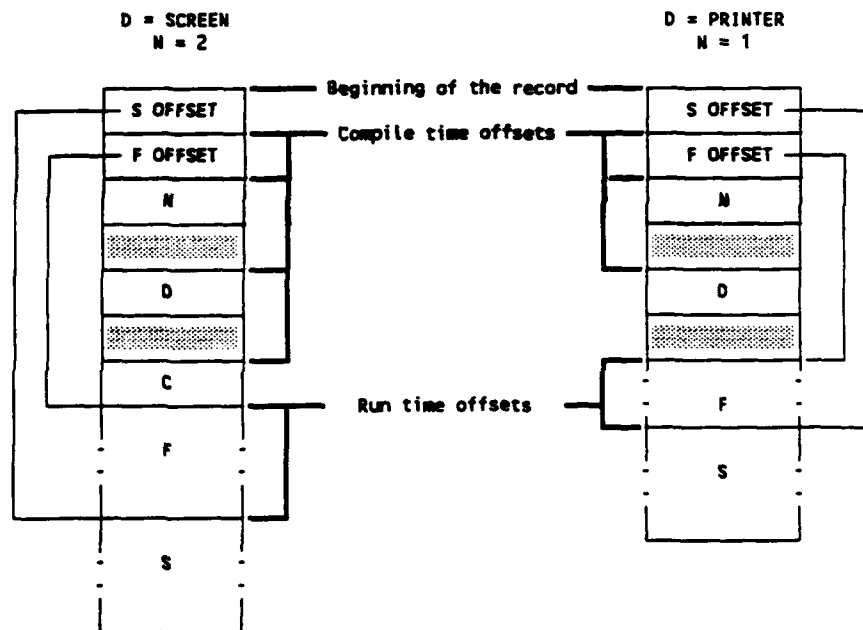 D = SCREEN
N = 2
D = PRINTER
N = 1
Beginning of the record
S OFFSET
S OFFSET
Compile time offsets
F OFFSET
F OFFSET
N
N
D
D
C
Run time offsets
F
F
S
S